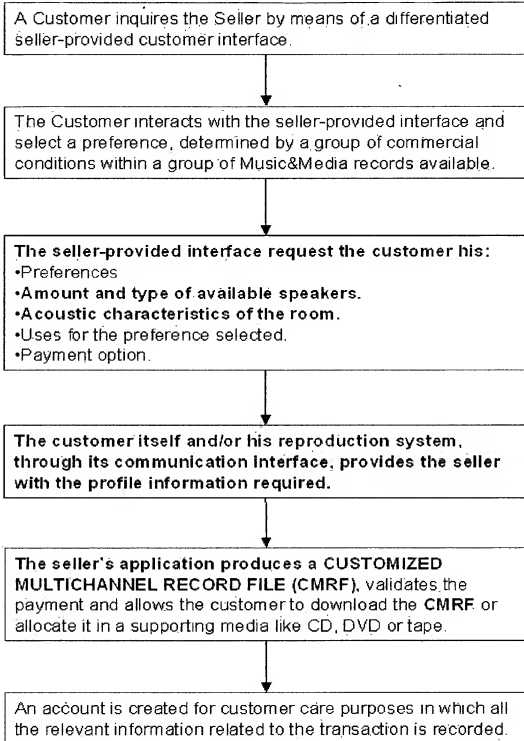 A Customer inquires the Seller by means of a differentiated
seller-provided customer interface.
The Customer interacts with the seller-provided interface and
select a preference, determined by a group of commercial
conditions within a group of Music&Media records available.
The seller-provided interface request the customer his:
•Preferences
•Amount and type of available speakers.
•Acoustic characteristics of the room.
•Uses for the preference selected.
•Payment option.
The customer itself and/or his reproduction system,
through its communication interface, provides the seller
with the profile information required.
The seller's application produces a CUSTOMIZED
MULTICHANNEL RECORD FILE (CMRF), validates the
payment and allows the customer to download the CMRF or
allocate it in a supporting media like CD, DVD or tape.
An account is created for customer care purposes in which all
the relevant information related to the transaction is recorded.